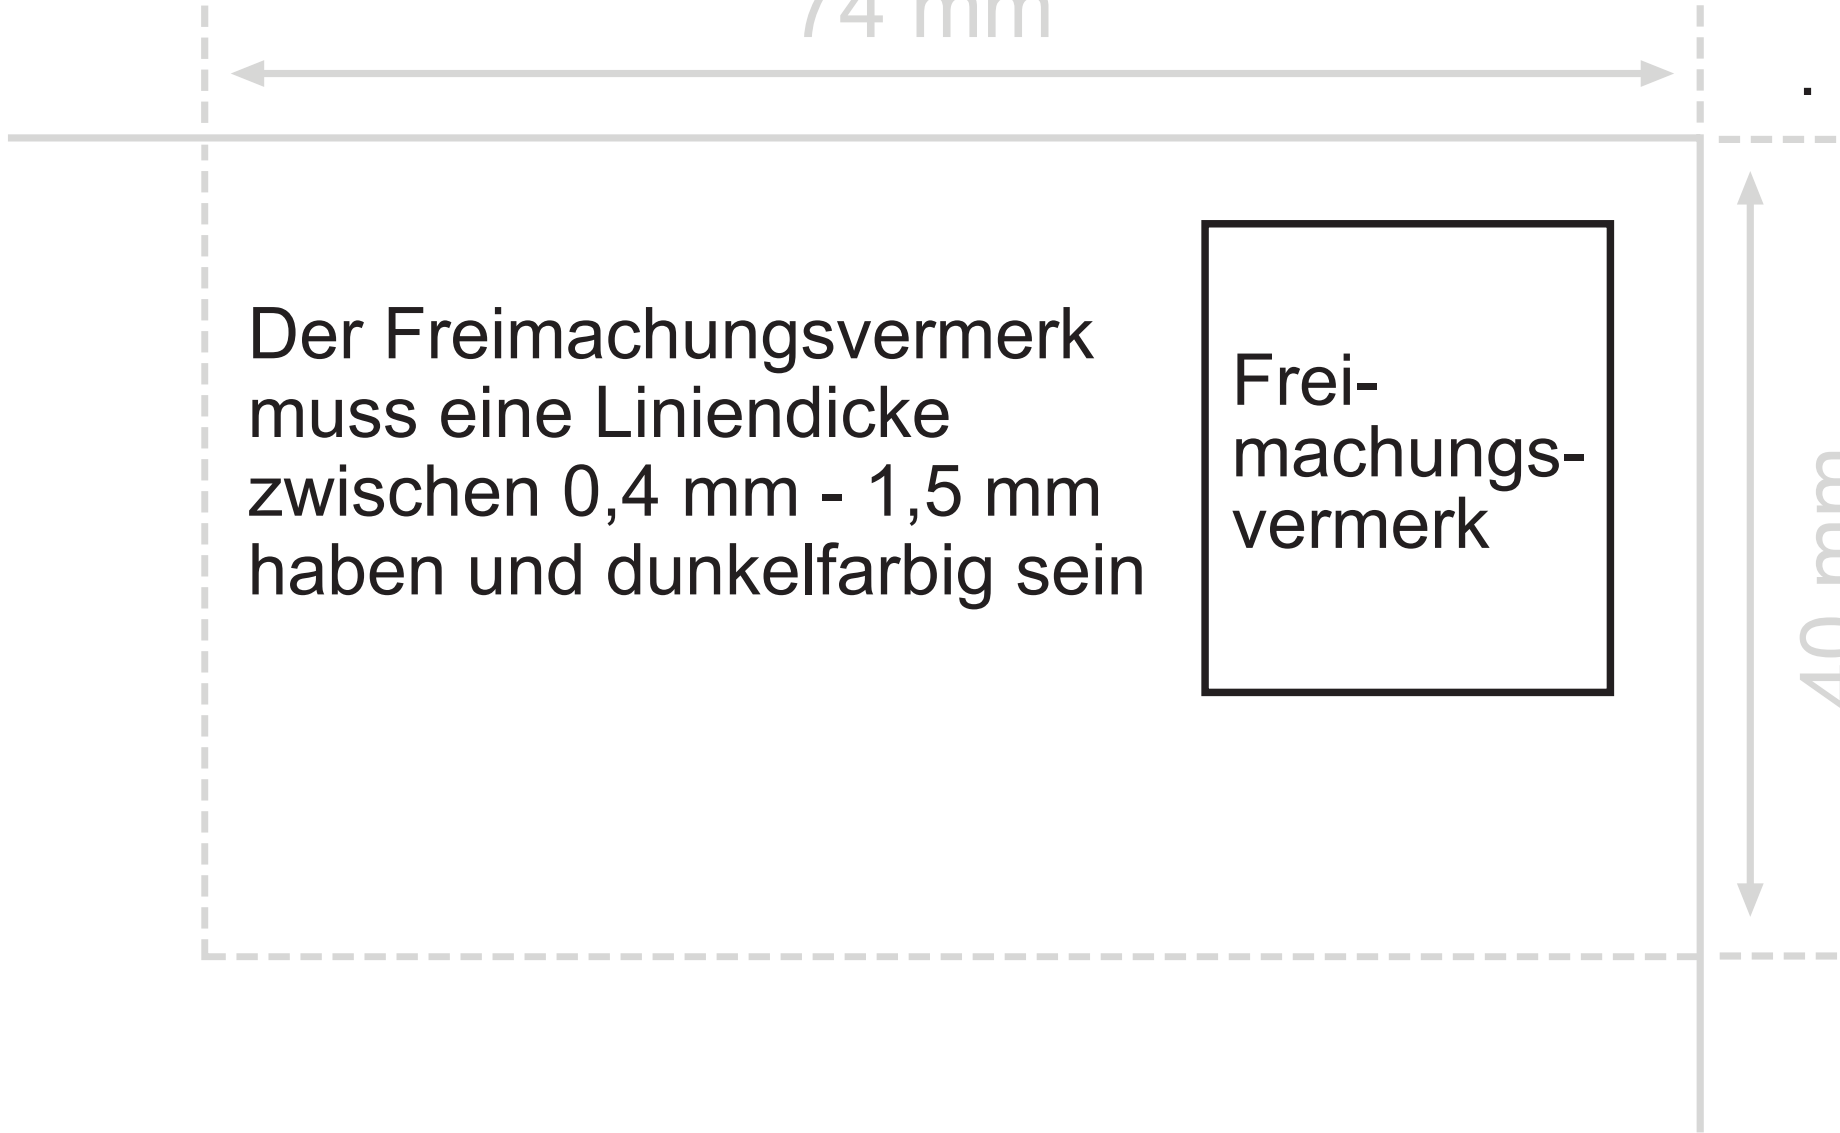 74 mm
Der Freimachungsvermerk
muss eine Liniendicke
zwischen 0,4 mm - 1,5 mm
haben und dunkelfarbig sein
Frei-
machungs-
vermerk
40 mm